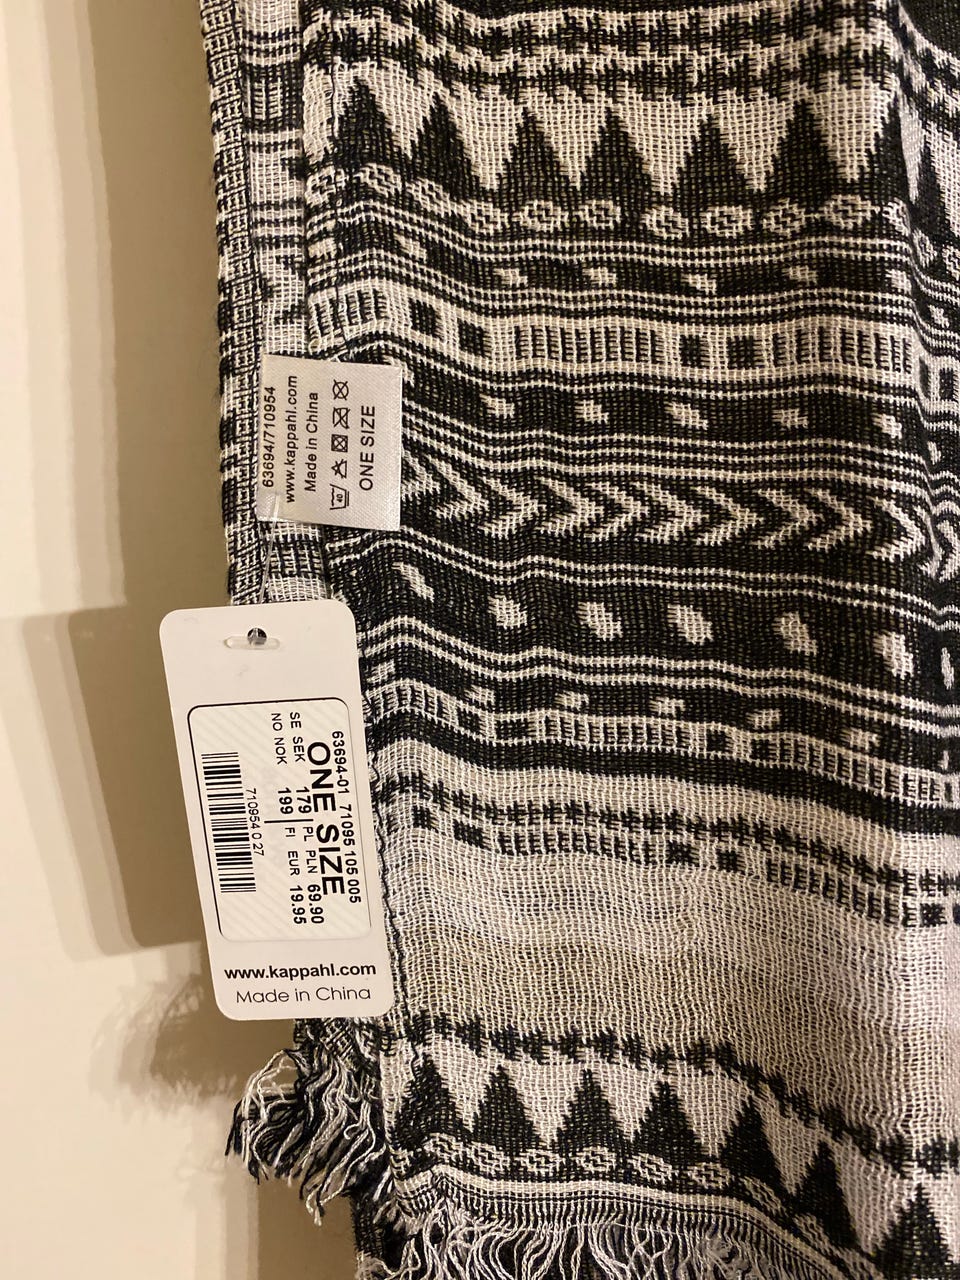 63694/710954
www.kappahl.com
Made in China
40
ONE SIZE
63694-01 71095 105 005
ONE SIZE
SE SEK 179 PL PLN 69.90
NO NOK 199 FI EUR 19.95
710954 0 27
www.kappahl.com
Made in China